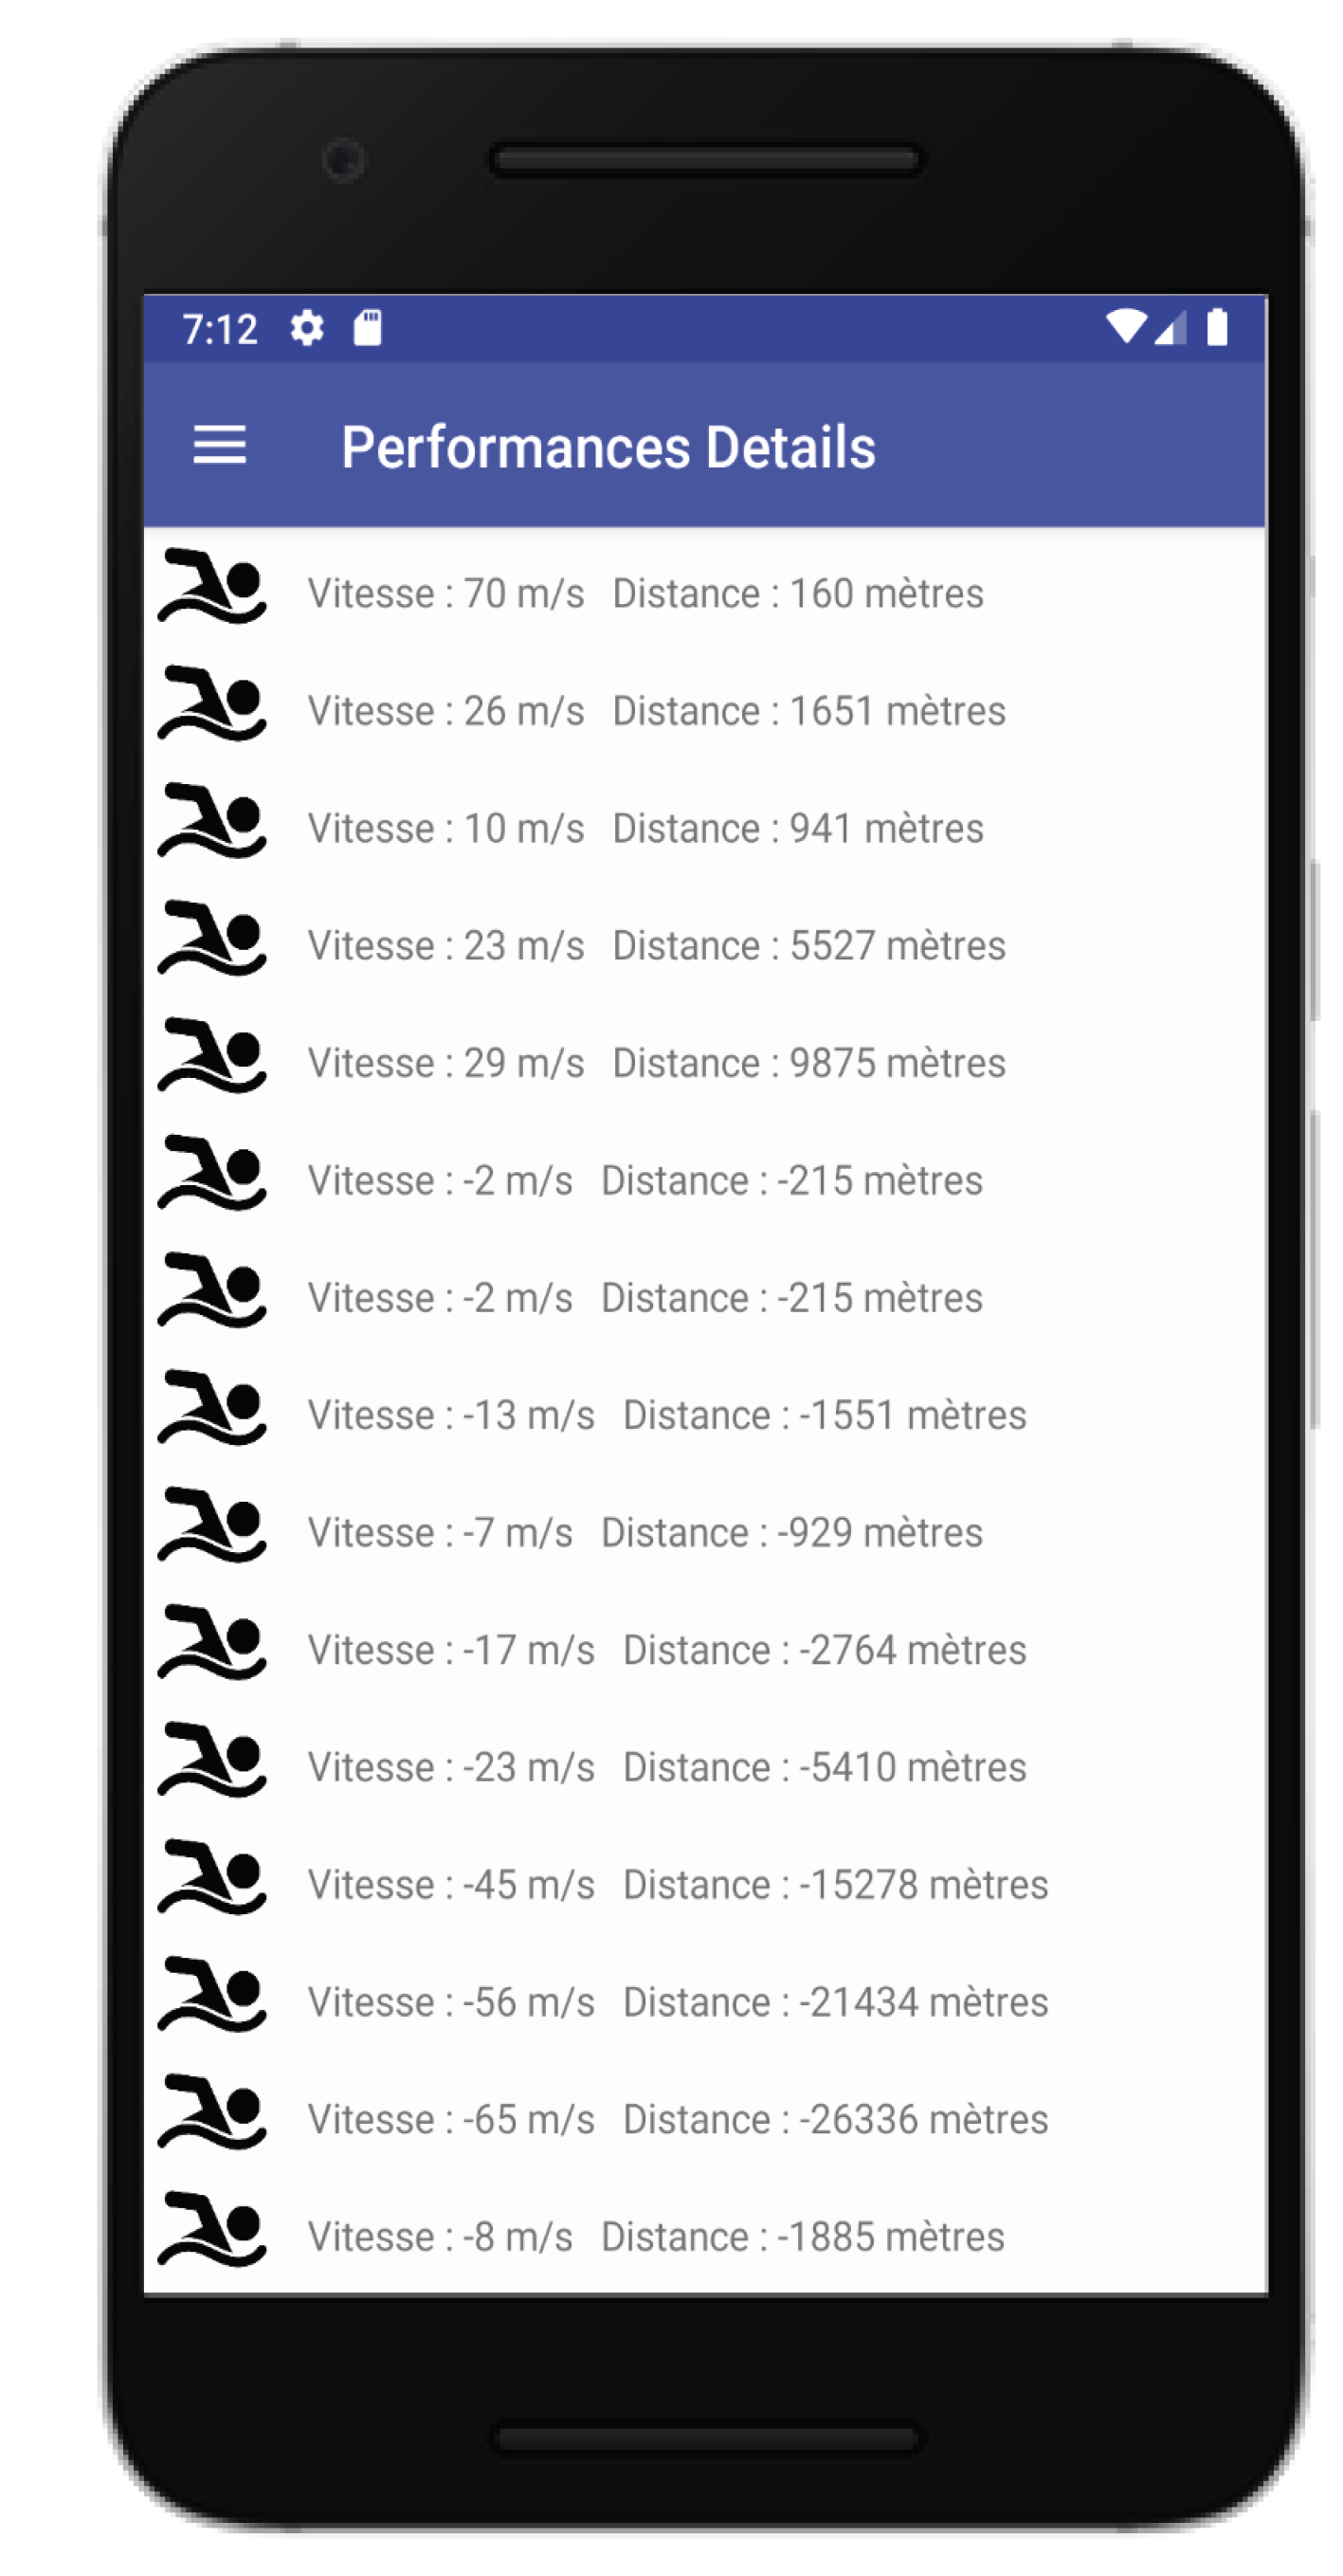 7:12
Performances Details
Vitesse : 70 m/s Distance : 160 mètres
Vitesse : 26 m/s Distance : 1651 mètres
Vitesse : 10 m/s Distance : 941 mètres
Vitesse : 23 m/s Distance : 5527 mètres
Vitesse : 29 m/s Distance : 9875 mètres
Vitesse : -2 m/s Distance : -215 mètres
Vitesse : -2 m/s Distance : -215 mètres
Vitesse : -13 m/s Distance : -1551 mètres
Vitesse : -7 m/s Distance : -929 mètres
Vitesse : -17 m/s Distance : -2764 mètres
Vitesse : -23 m/s Distance : -5410 mètres
Vitesse : -45 m/s Distance : -15278 mètres
Vitesse : -56 m/s Distance : -21434 mètres
Vitesse : -65 m/s Distance : -26336 mètres
Vitesse : -8 m/s Distance : -1885 mètres